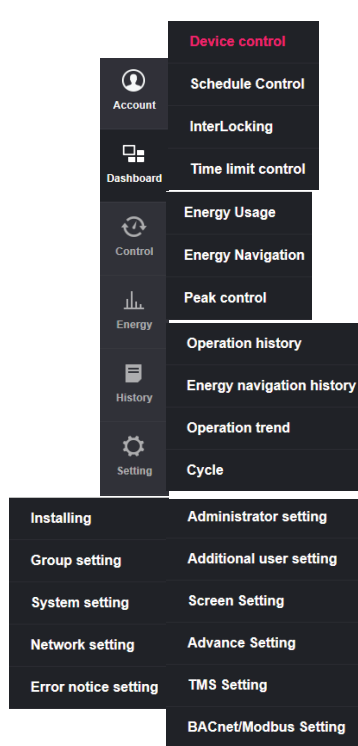 Device control
Schedule Control
InterLocking
Time limit control
Account
Dashboard
Control
Energy
History
Setting
Energy Usage
Energy Navigation
Peak control
Operation history
Energy navigation history
Operation trend
Cycle
Installing
Group setting
System setting
Network setting
Error notice setting
Administrator setting
Additional user setting
Screen Setting
Advance Setting
TMS Setting
BACnet/Modbus Setting